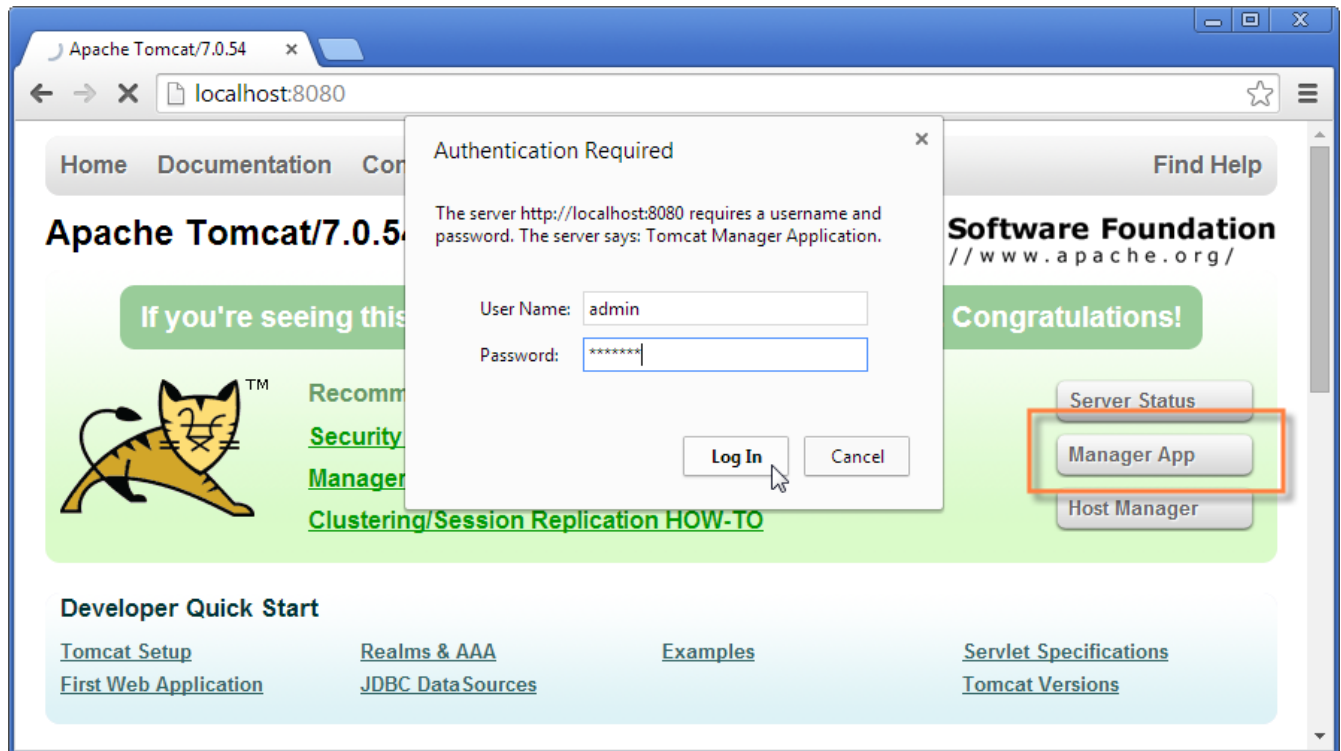 Apache Tomcat/7.0.54
localhost:8080
Authentication Required
The server http://localhost:8080 requires a username and
password. The server says: Tomcat Manager Application.
User Name: admin
Password: *******
Log In Cancel
Home Documentation Find Help
Apache Tomcat/7.0.54 Software Foundation
//www.apache.org/
If you're seeing this Congratulations!
TM
Recomm
Security
Manager
Clustering/Session Replication HOW-TO
Server Status
Manager App
Host Manager
Developer Quick Start
Tomcat Setup Realms & AAA Examples Servlet Specifications
First Web Application JDBC DataSources Tomcat Versions